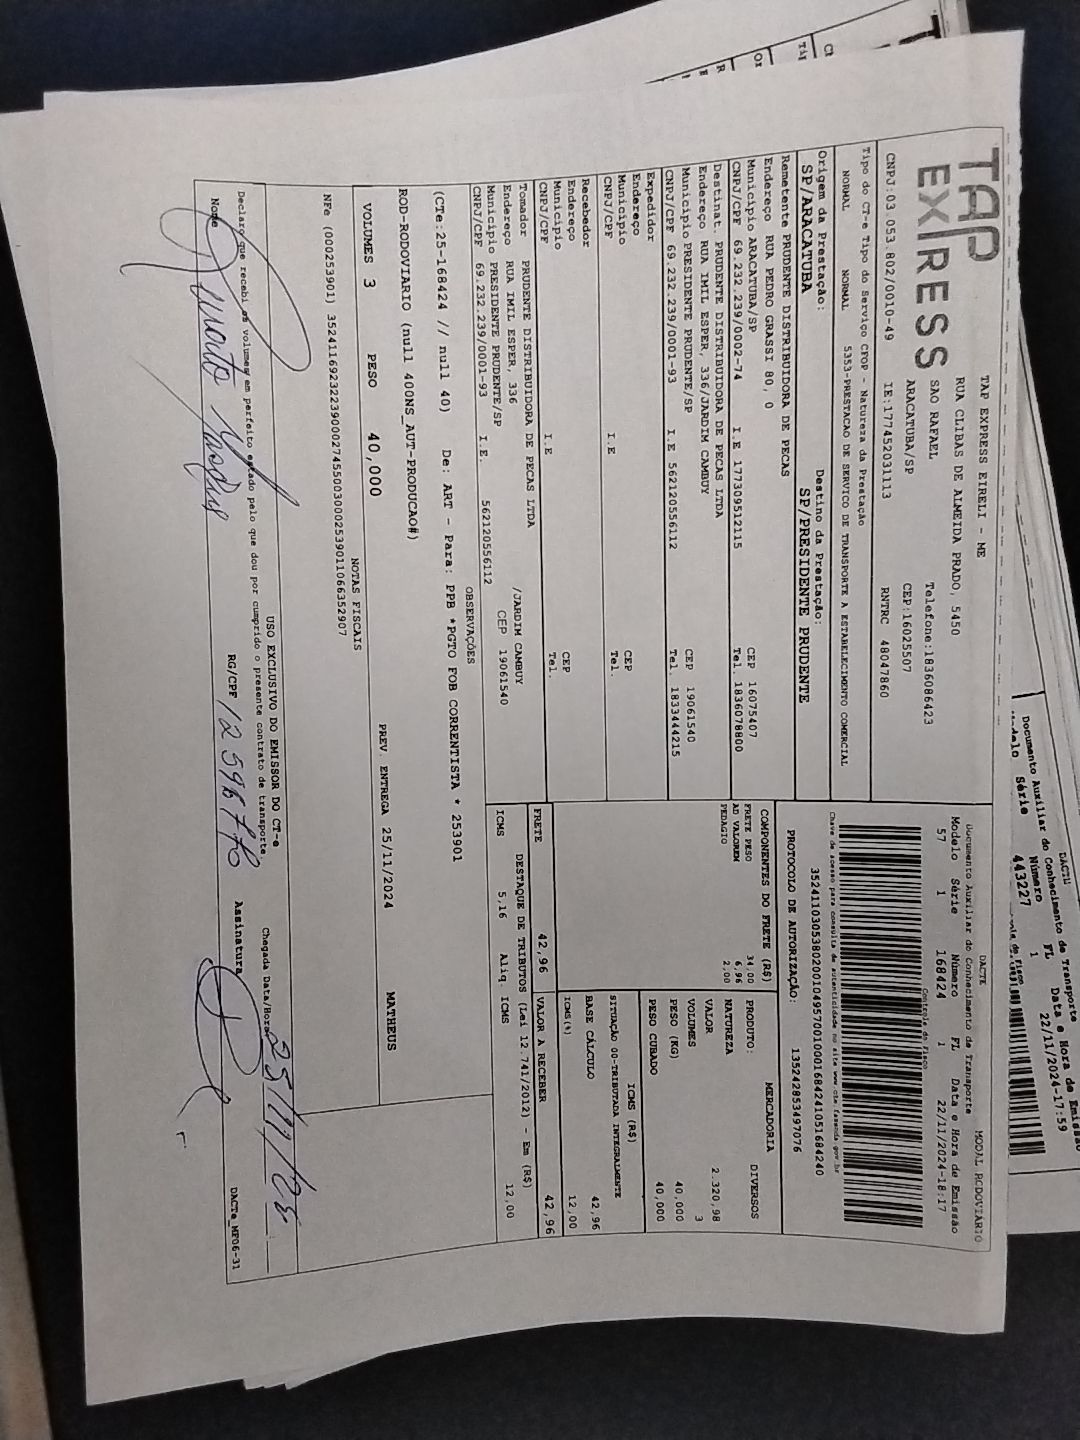 TAP EXPRESS
TAP EXPRESS EIRELI - ME
RUA CLIBAS DE ALMEIDA PRADO, 5450
SAO RAFAEL Telefone:1836086423
ARACATUBA/SP CEP:16025507
CNPJ:03.053.802/0010-49 IE:177452031113 RNTRC 48047860
DACTE MODAL RODOVIARIO
Documento Auxiliar do Conhecimento de Transporte
Modelo Série Número FL Data e Hora de Emissão
57 1 168424 1 22/11/2024-18:17
Controle do Fisco
Chave de acesso para consulta de autenticidade no site www.cte.fazenda.gov.br
35241103053802001049570010001684241051684240
PROTOCOLO DE AUTORIZAÇÃO: 135242853497076
Tipo do CT-e Tipo do Serviço CFOP - Natureza da Prestação
NORMAL NORMAL 5353-PRESTACAO DE SERVICO DE TRANSPORTE A ESTABELECIMENTO COMERCIAL
Origem da Prestação: Destino da Prestação:
SP/ARACATUBA SP/PRESIDENTE PRUDENTE
Remetente PRUDENTE DISTRIBUIDORA DE PECAS
Endereço RUA PEDRO GRASSI 80, 0
Município ARACATUBA/SP CEP 16075407
CNPJ/CPF 69.232.239/0002-74 I.E 177309512115 Tel. 1836078800
Destinat. PRUDENTE DISTRIBUIDORA DE PECAS LTDA
Endereço RUA IMIL ESPER, 336/JARDIM CAMBUY
Município PRESIDENTE PRUDENTE/SP CEP 19061540
CNPJ/CPF 69.232.239/0001-93 I.E 562120556112 Tel. 1833444215
Expedidor
Endereço
Município CEP
CNPJ/CPF I.E Tel.
Recebedor
Endereço
Município CEP
CNPJ/CPF I.E Tel.
Tomador PRUDENTE DISTRIBUIDORA DE PECAS LTDA
Endereço RUA IMIL ESPER, 336 /JARDIM CAMBUY
Município PRESIDENTE PRUDENTE/SP CEP 19061540
CNPJ/CPF 69.232.239/0001-93 I.E. 562120556112
COMPONENTES DO FRETE (R$)
FRETE PESO 34,00
AD VALOREM 6,96
PEDAGIO 2,00
MERCADORIA
PRODUTO: DIVERSOS
NATUREZA
VALOR 2.320,98
VOLUMES 3
PESO (KG) 40,000
PESO CUBADO 40,000
ICMS (R$)
SITUAÇÃO 00-TRIBUTADA INTEGRALMENTE
BASE CÁLCULO 42,96
ICMS(%) 12,00
FRETE 42,96 VALOR A RECEBER 42,96
DESTAQUE DE TRIBUTOS (Lei 12.741/2012) - Em (R$)
ICMS 5,16 Aliq. ICMS 12,00
OBSERVAÇÕES
(CTe:25-168424 // null 40) De: ART - Para: PPB *PGTO FOB CORRENTISTA * 253901
ROD-RODOVIARIO (null 400NS_AUT-PRODUCAO#)
VOLUMES 3 PESO 40,000 PREV. ENTREGA 25/11/2024 MATHEUS
NOTAS FISCAIS
NFe (000253901) 35241169232239000274550030002539011066352907
USO EXCLUSIVO DO EMISSOR DO CT-e
Declaro que recebi os volumes em perfeito estado pelo que dou por cumprido o presente contrato de transporte
Chegada Data/Hora 25/11/24
Nome RG/CPF Assinatura
DACTe_MF06-31
DACTE
Documento Auxiliar do Conhecimento de Transporte
Modelo Série Número FL Data e Hora de Emissão
443227 1 22/11/2024-17:59